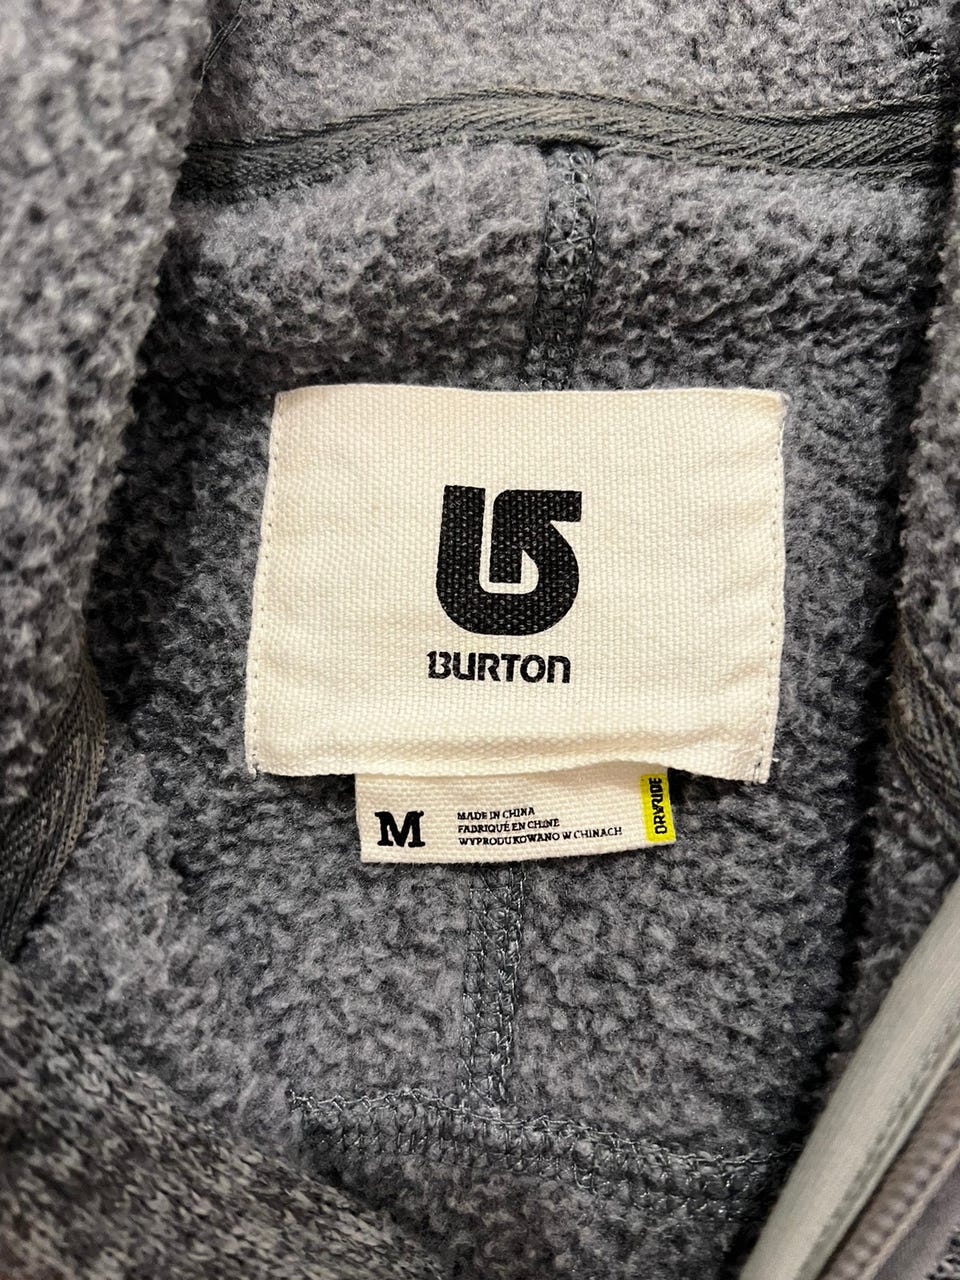 BURTON
M
MADE IN CHINA
FABRIQUÉ EN CHINE
WYPRODUKOWANO W CHINACH
DRYRIDE